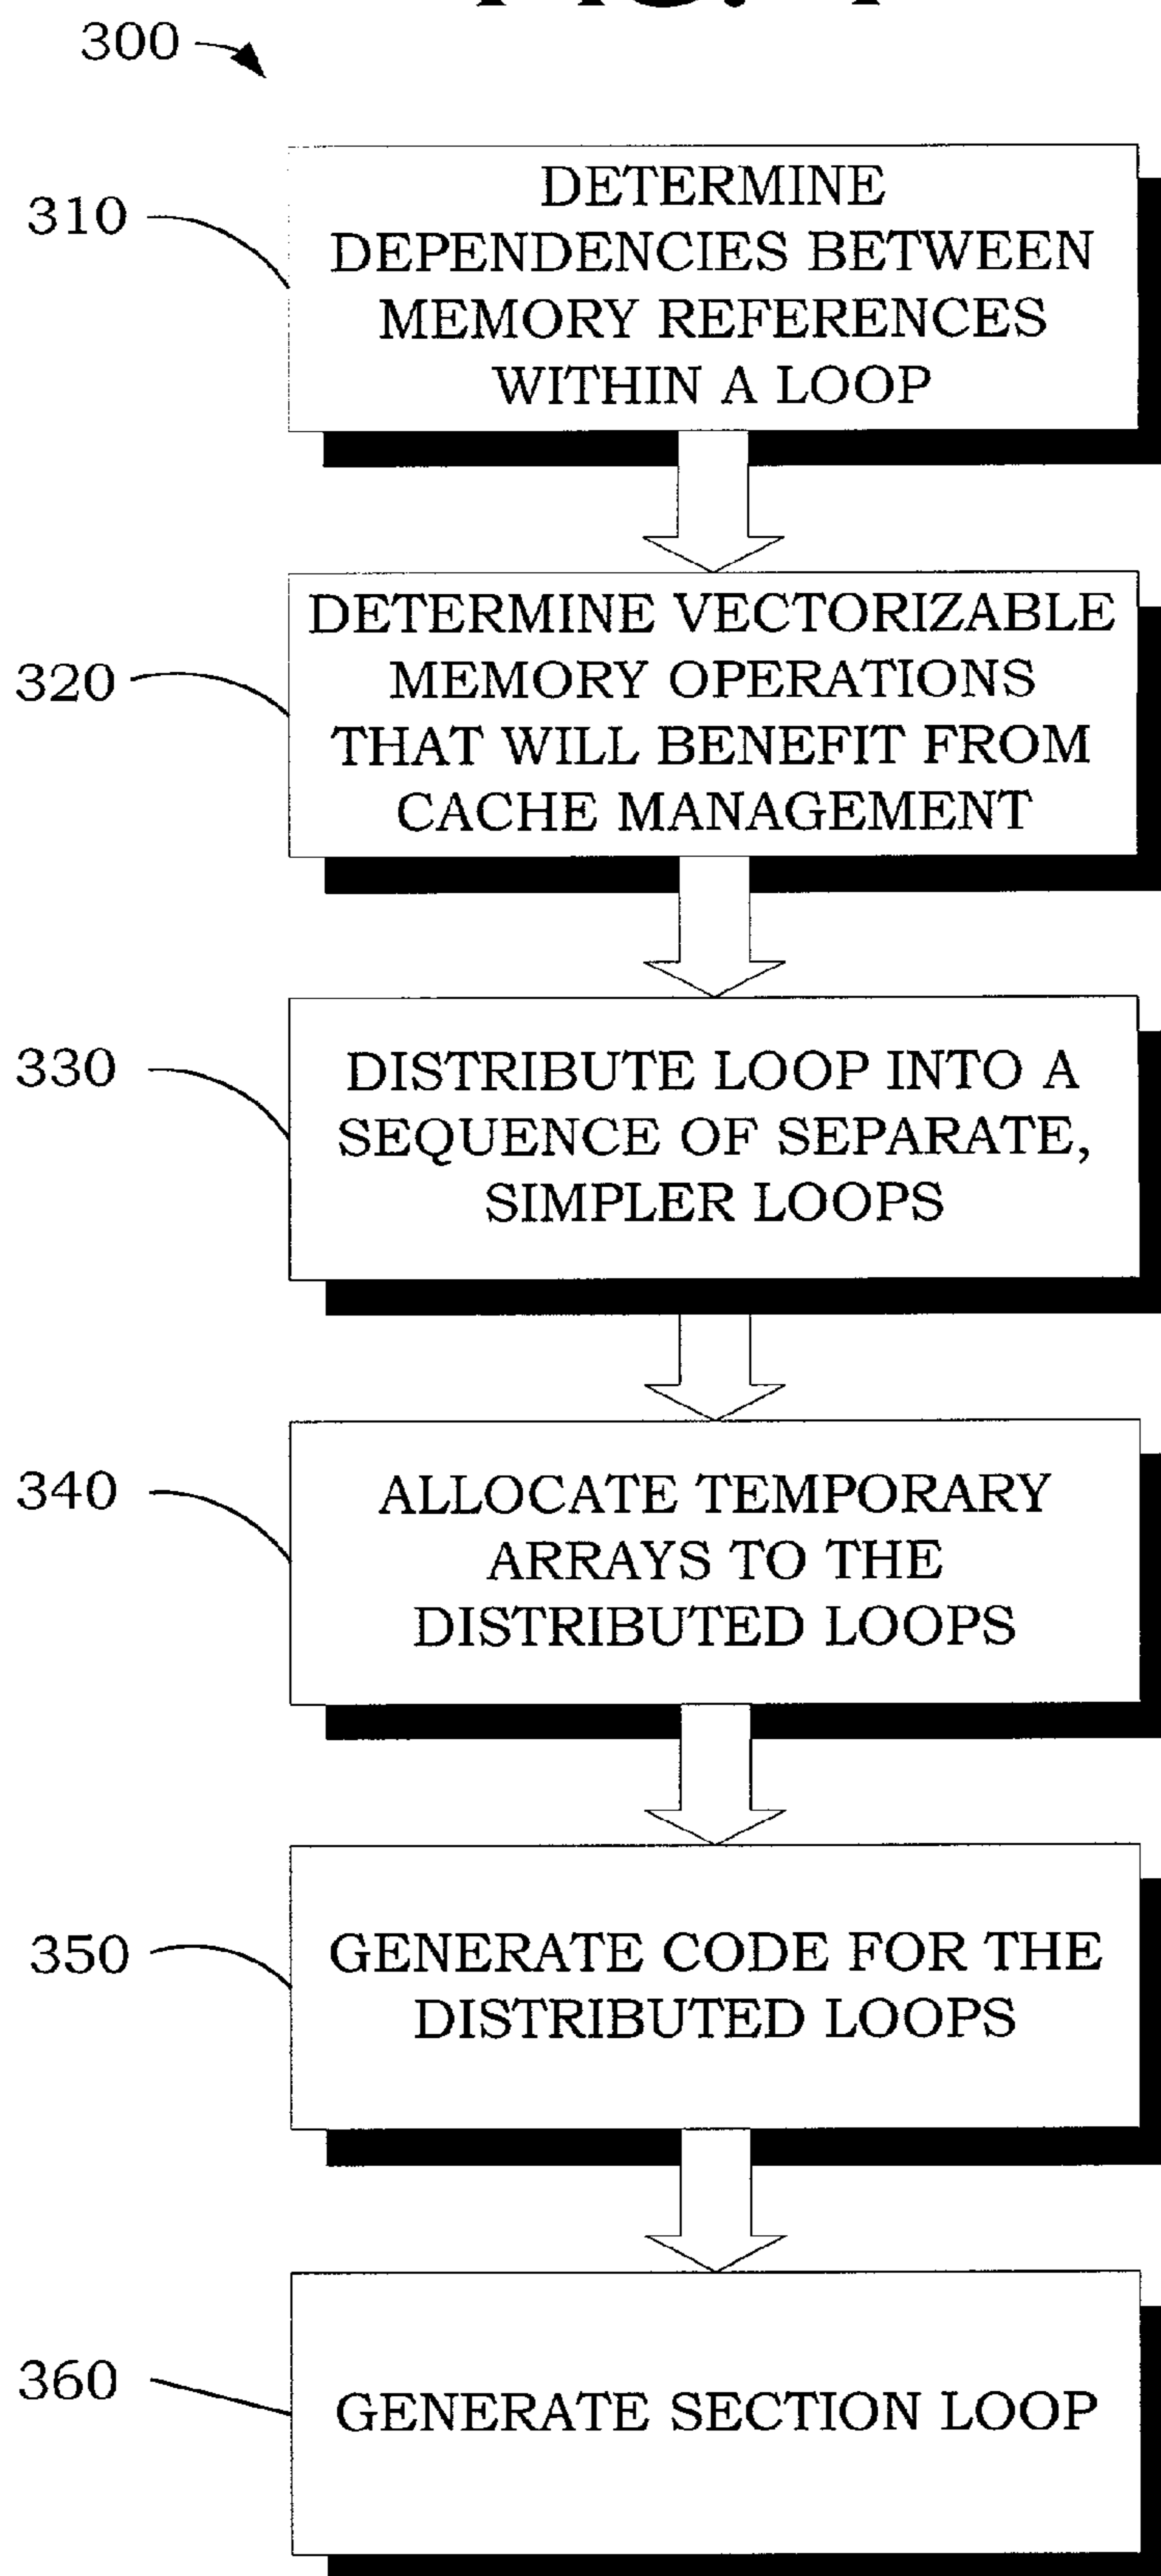 300
310
DETERMINE
DEPENDENCIES BETWEEN
MEMORY REFERENCES
WITHIN A LOOP
320
DETERMINE VECTORIZABLE
MEMORY OPERATIONS
THAT WILL BENEFIT FROM
CACHE MANAGEMENT
330
DISTRIBUTE LOOP INTO A
SEQUENCE OF SEPARATE,
SIMPLER LOOPS
340
ALLOCATE TEMPORARY
ARRAYS TO THE
DISTRIBUTED LOOPS
350
GENERATE CODE FOR THE
DISTRIBUTED LOOPS
360
GENERATE SECTION LOOP